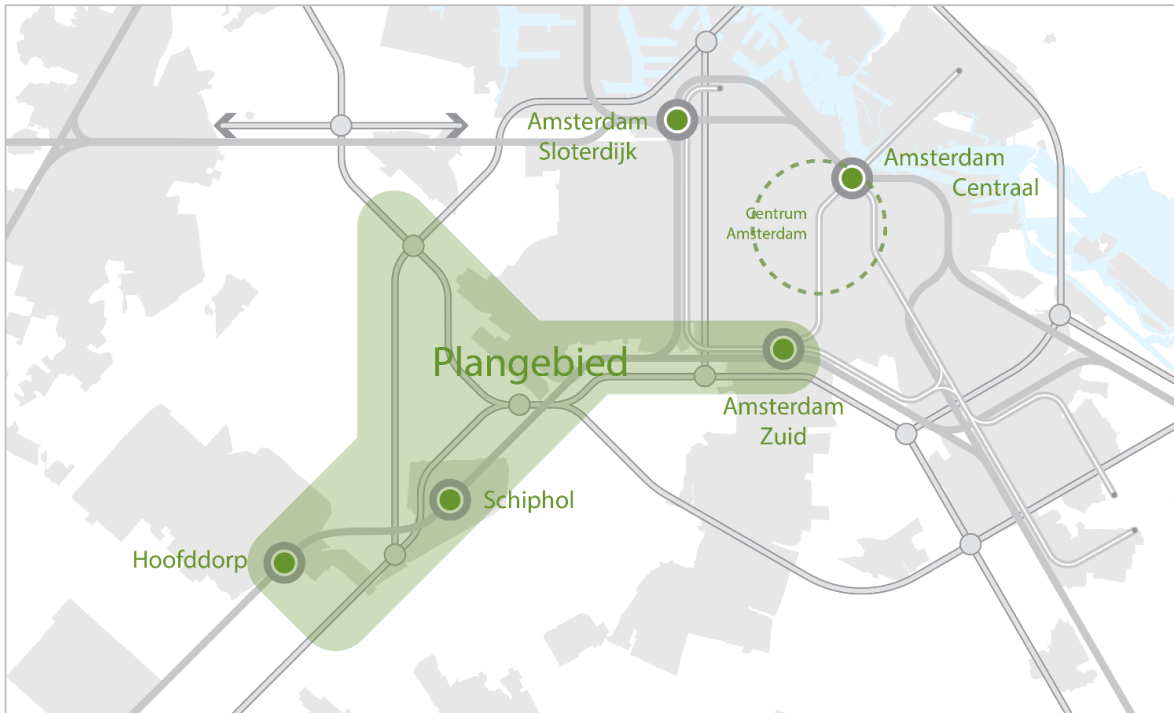 Amsterdam
Sloterdijk
Amsterdam
Centraal
Centrum
Amsterdam
Plangebied
Amsterdam
Zuid
Schiphol
Hoofddorp